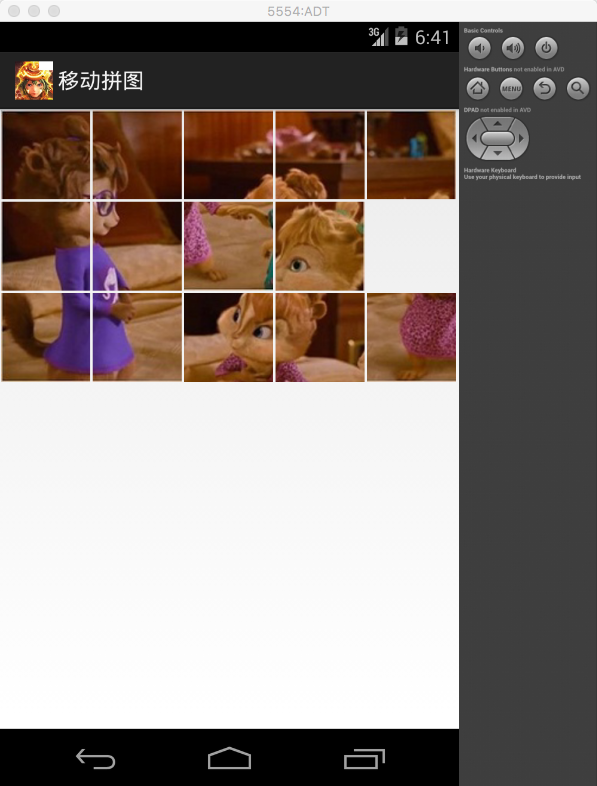 5554:ADT
3G
6:41
移动拼图
Basic Controls
Hardware Buttons not enabled in AVD
MENU
DPAD not enabled in AVD
Hardware Keyboard
Use your physical keyboard to provide input